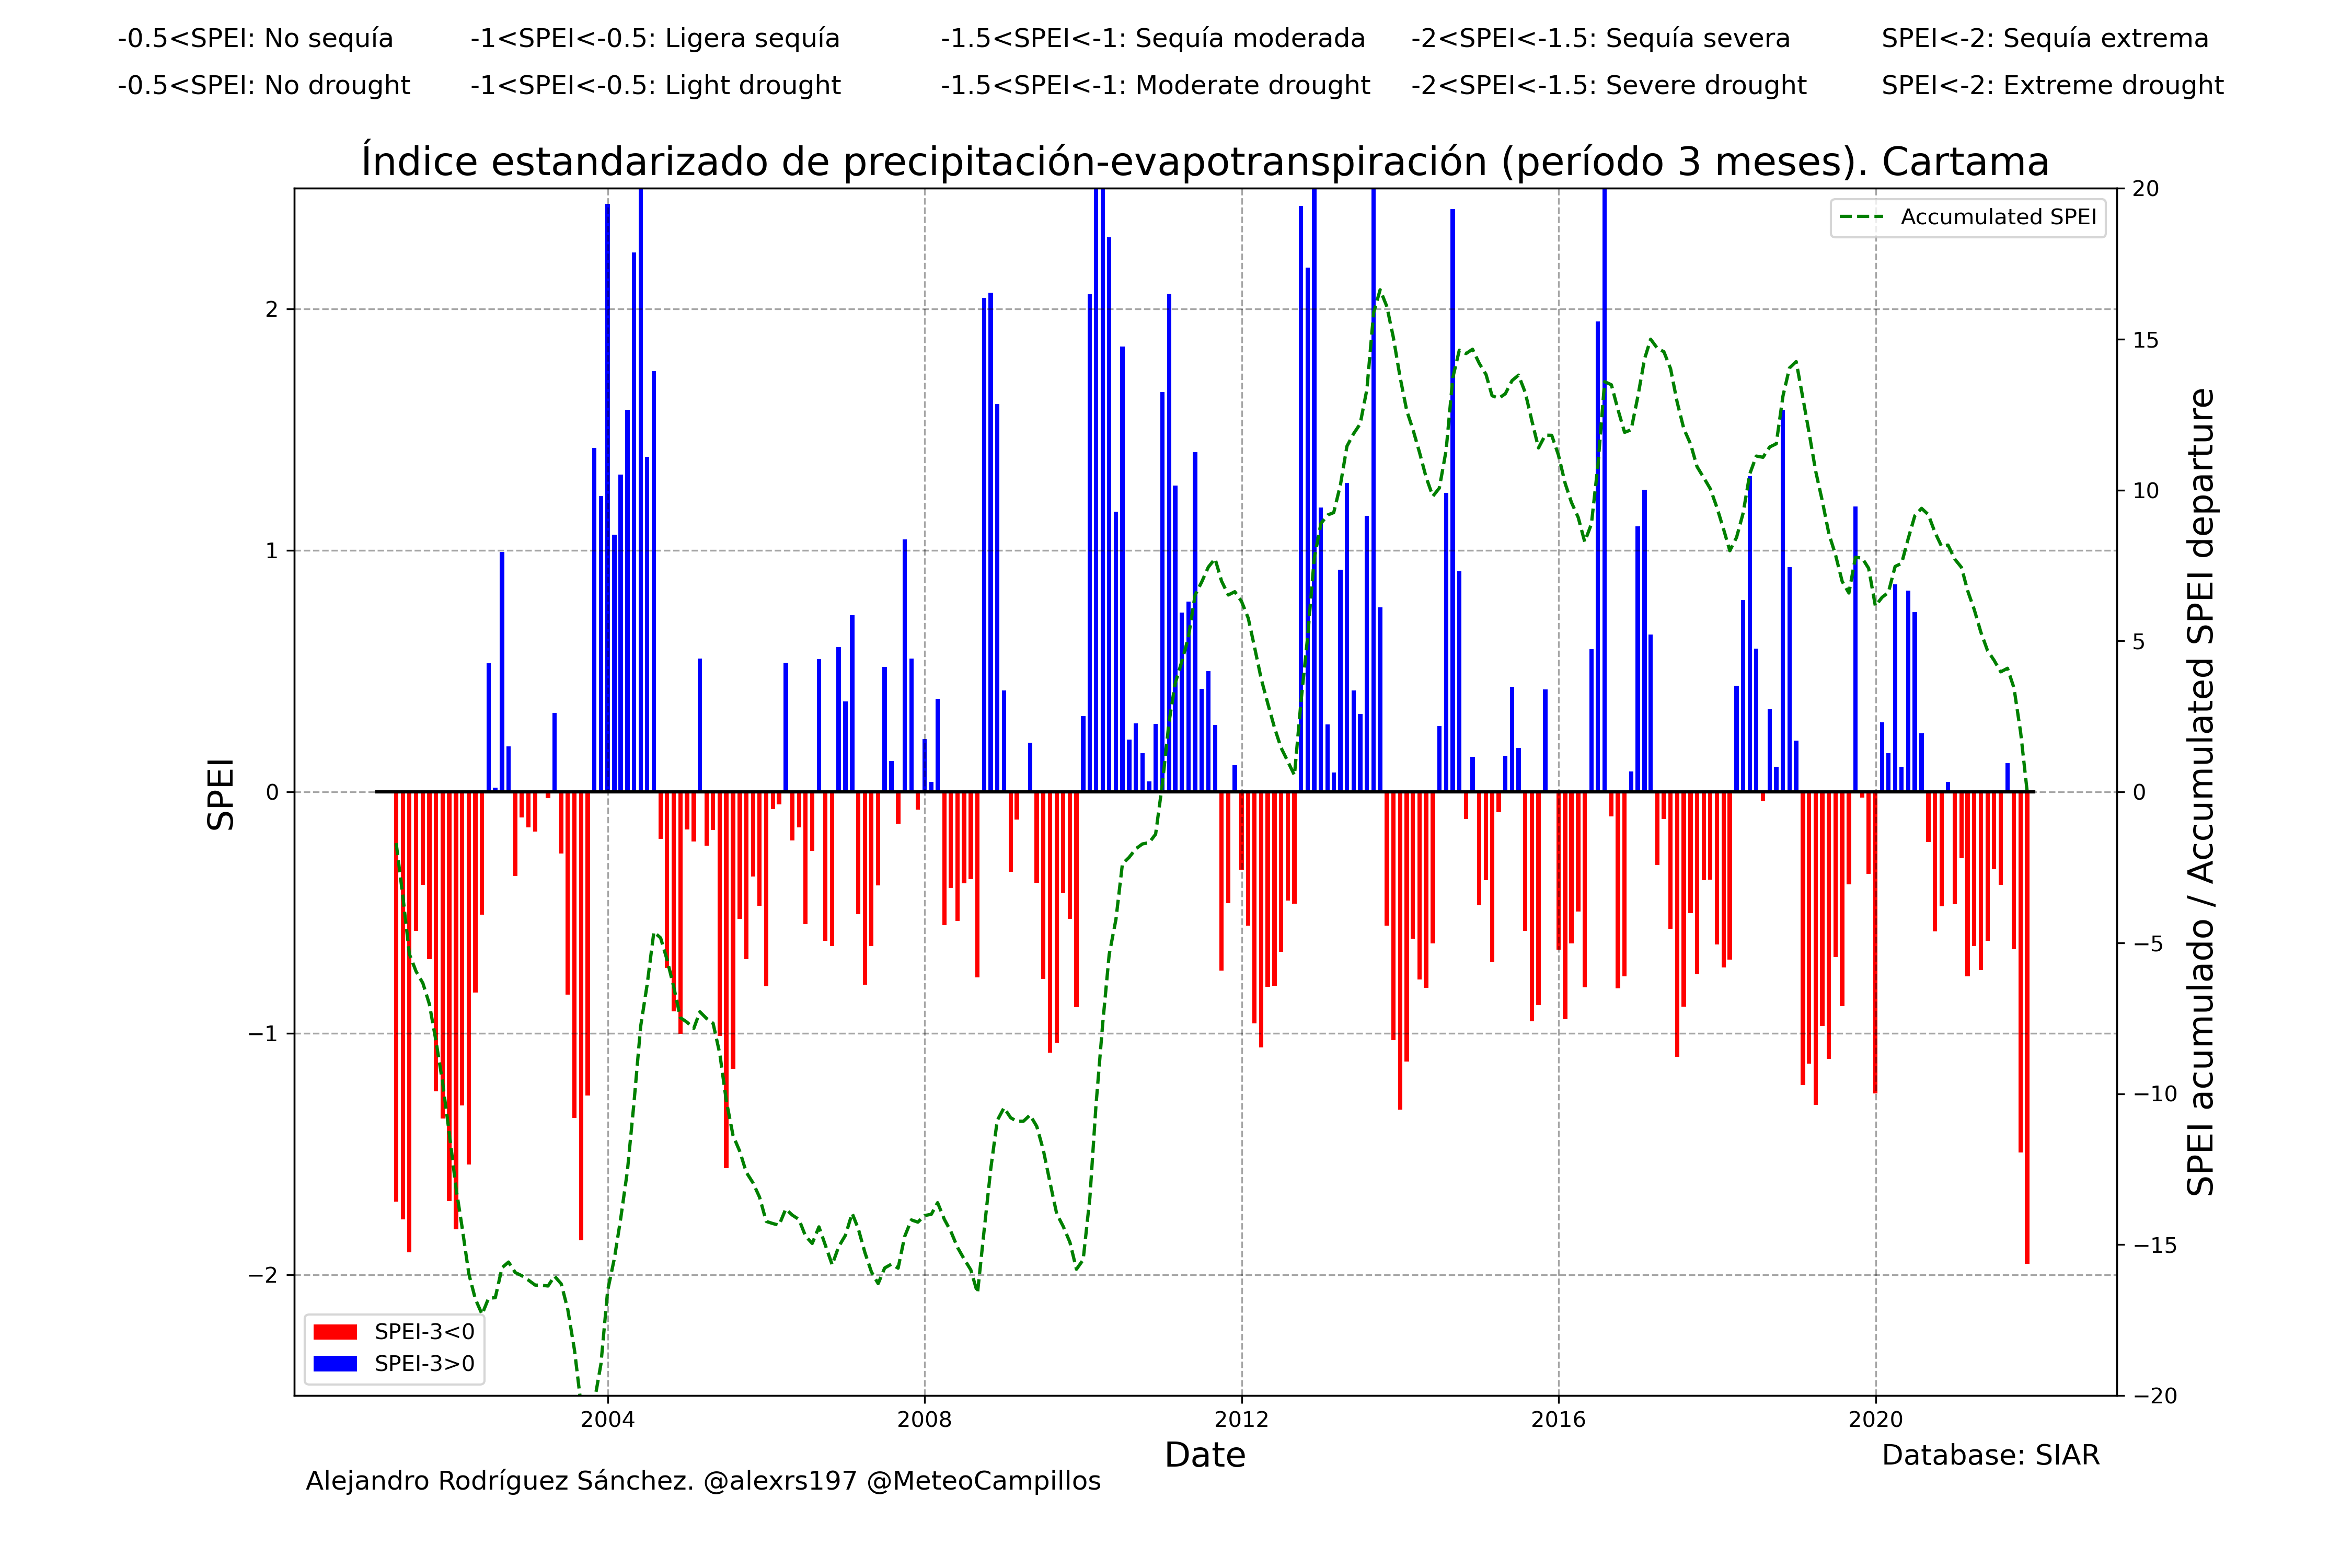 -0.5<SPEI: No sequía -1<SPEI<-0.5: Ligera sequía -1.5<SPEI<-1: Sequía moderada -2<SPEI<-1.5: Sequía severa SPEI<-2: Sequía extrema
-0.5<SPEI: No drought -1<SPEI<-0.5: Light drought -1.5<SPEI<-1: Moderate drought -2<SPEI<-1.5: Severe drought SPEI<-2: Extreme drought
Índice estandarizado de precipitación-evapotranspiración (período 3 meses). Cartama
Accumulated SPEI
2
1
0
−1
−2
SPEI
20
15
10
5
0
−5
−10
−15
−20
SPEI acumulado / Accumulated SPEI departure
SPEI-3<0
SPEI-3>0
2004 2008 2012 2016 2020
Date
Database: SIAR
Alejandro Rodríguez Sánchez. @alexrs197 @MeteoCampillos